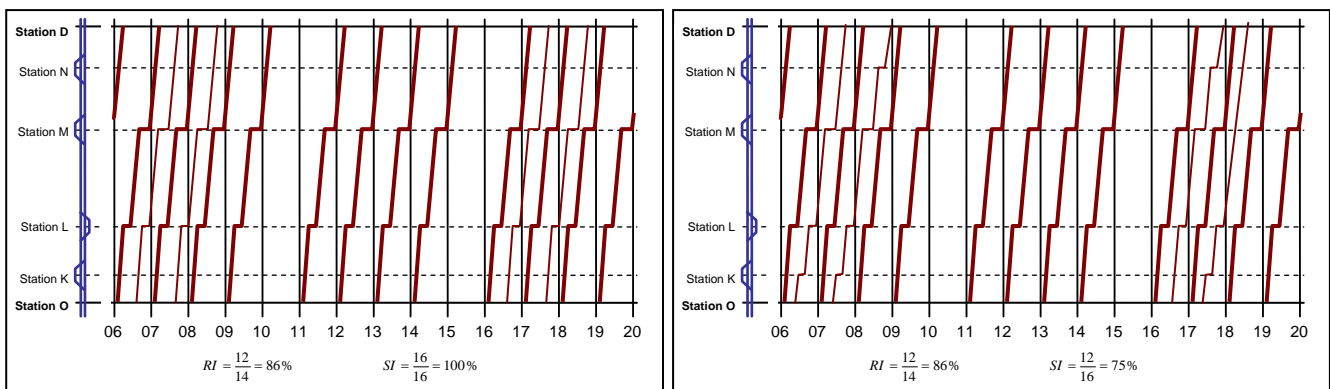 Station D
Station N
Station M
Station L
Station K
Station O
06 07 08 09 10 11 12 13 14 15 16 17 18 19 20
RI = 12/14 = 86% SI = 16/16 = 100%
Station D
Station N
Station M
Station L
Station K
Station O
06 07 08 09 10 11 12 13 14 15 16 17 18 19 20
RI = 12/14 = 86% SI = 12/16 = 75%